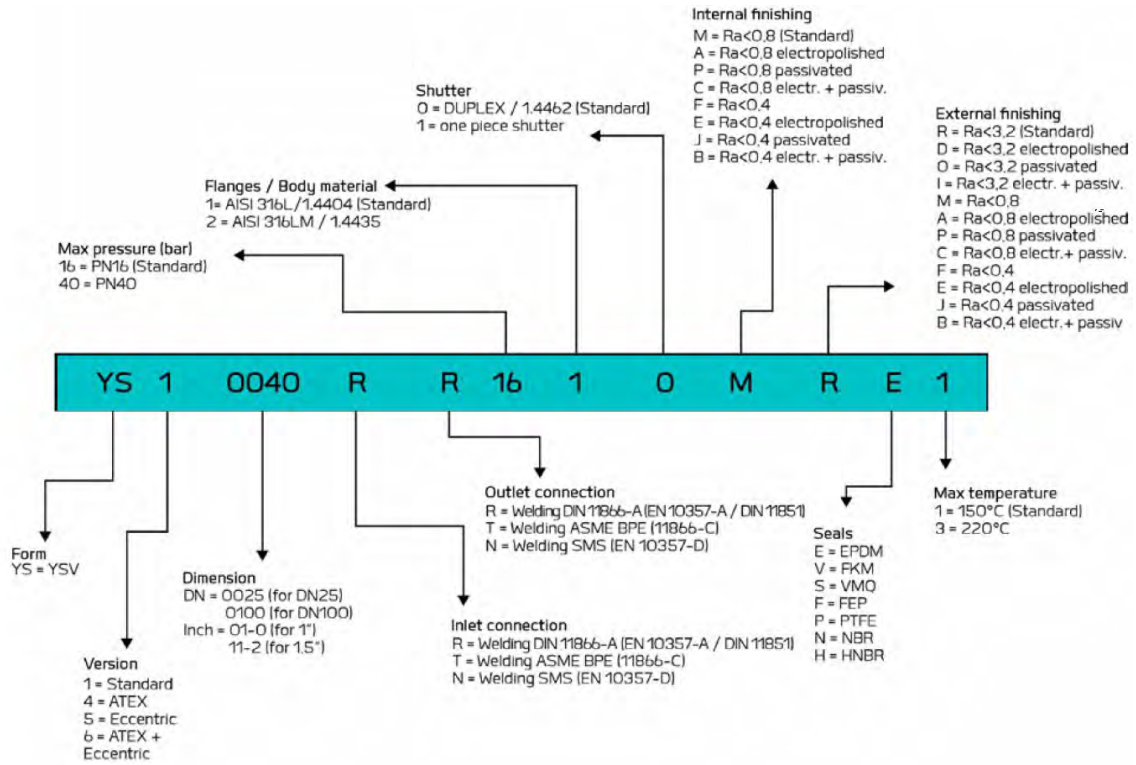 Internal finishing
M = Ra<0,8 (Standard)
A = Ra<0,8 electropolished
P = Ra<0,8 passivated
C = Ra<0,8 electr. + passiv.
F = Ra<0,4
E = Ra<0,4 electropolished
J = Ra<0,4 passivated
B = Ra<0,4 electr. + passiv.
Shutter
0 = DUPLEX / 1.4462 (Standard)
1 = one piece shutter
External finishing
R = Ra<3,2 (Standard)
D = Ra<3,2 electropolished
O = Ra<3,2 passivated
I = Ra<3,2 electr. + passiv.
M = Ra<0,8
A = Ra<0,8 electropolished
P = Ra<0,8 passivated
C = Ra<0,8 electr.+ passiv.
F = Ra<0,4
E = Ra<0,4 electropolished
J = Ra<0,4 passivated
B = Ra<0,4 electr.+ passiv
Flanges / Body material
1= AISI 316L/1.4404 (Standard)
2 = AISI 316LM / 1.4435
Max pressure (bar)
16 = PN16 (Standard)
40 = PN40
YS 1 0040 R R 16 1 0 M R E 1
Form
YS = YSV
Version
1 = Standard
4 = ATEX
5 = Eccentric
6 = ATEX +
Eccentric
Dimension
DN = 0025 (for DN25)
0100 (for DN100)
Inch = 01-0 (for 1")
11-2 (for 1.5")
Inlet connection
R = Welding DIN 11866-A (EN 10357-A / DIN 11851)
T = Welding ASME BPE (11866-C)
N = Welding SMS (EN 10357-D)
Outlet connection
R = Welding DIN 11866-A (EN 10357-A / DIN 11851)
T = Welding ASME BPE (11866-C)
N = Welding SMS (EN 10357-D)
Seals
E = EPDM
V = FKM
S = VMQ
F = FEP
P = PTFE
N = NBR
H = HNBR
Max temperature
1 = 150°C (Standard)
3 = 220°C